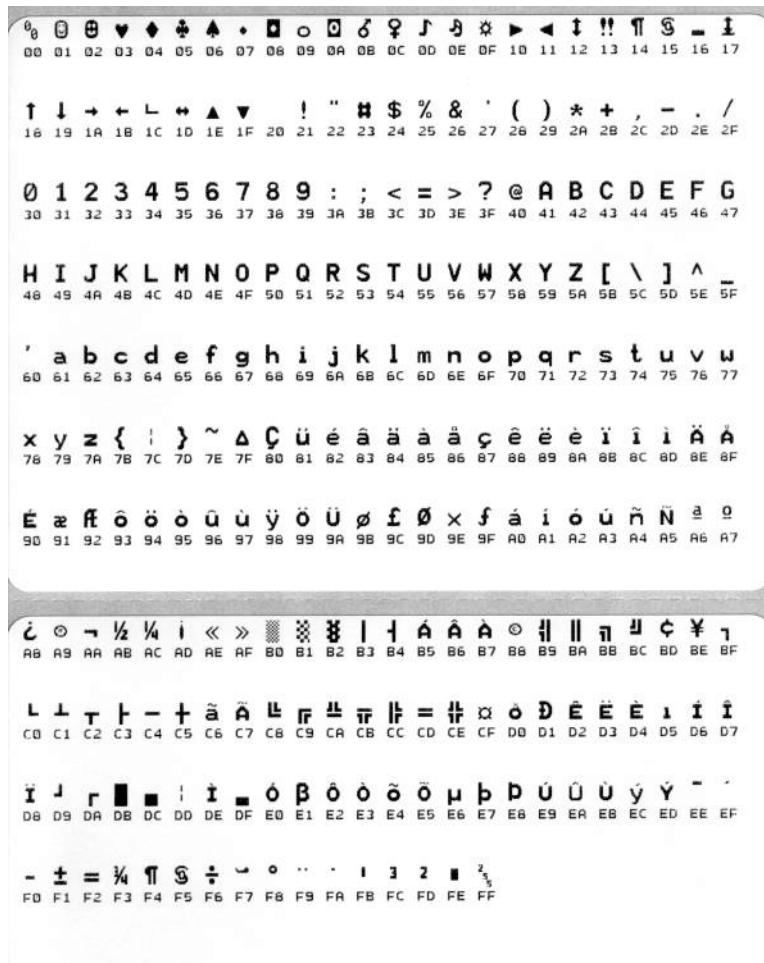 ⁰₀ ☺ ☻ ♥ ♦ ♣ ♠ • ◘ ○ ◙ ♂ ♀ ♪ ♫ ☼ ► ◄ ↕ ‼ ¶ § ▬ ↨
00 01 02 03 04 05 06 07 08 09 0A 0B 0C 0D 0E 0F 10 11 12 13 14 15 16 17
↑ ↓ → ← ∟ ↔ ▲ ▼ ! " # $ % & ' ( ) * + , - . /
18 19 1A 1B 1C 1D 1E 1F 20 21 22 23 24 25 26 27 28 29 2A 2B 2C 2D 2E 2F
0 1 2 3 4 5 6 7 8 9 : ; < = > ? @ A B C D E F G
30 31 32 33 34 35 36 37 38 39 3A 3B 3C 3D 3E 3F 40 41 42 43 44 45 46 47
H I J K L M N O P Q R S T U V W X Y Z [ \ ] ^ _
48 49 4A 4B 4C 4D 4E 4F 50 51 52 53 54 55 56 57 58 59 5A 5B 5C 5D 5E 5F
' a b c d e f g h i j k l m n o p q r s t u v w
60 61 62 63 64 65 66 67 68 69 6A 6B 6C 6D 6E 6F 70 71 72 73 74 75 76 77
x y z { ¦ } ~ ∆ Ç ü é â ä à å ç ê ë è ï î ì Ä Å
78 79 7A 7B 7C 7D 7E 7F 80 81 82 83 84 85 86 87 88 89 8A 8B 8C 8D 8E 8F
É æ Æ ô ö ò û ù ÿ Ö Ü ø £ Ø × ƒ á í ó ú ñ Ñ ª º
90 91 92 93 94 95 96 97 98 99 9A 9B 9C 9D 9E 9F A0 A1 A2 A3 A4 A5 A6 A7
¿ ® ¬ ½ ¼ ¡ « » ░ ▒ ▓ │ ┤ Á Â À © ╣ ║ ╗ ╝ ¢ ¥ ┐
A8 A9 AA AB AC AD AE AF B0 B1 B2 B3 B4 B5 B6 B7 B8 B9 BA BB BC BD BE BF
└ ┴ ┬ ├ ─ ┼ ã Ã ╚ ╔ ╩ ╦ ╠ ═ ╬ ¤ ð Ð Ê Ë È ı Í Î
C0 C1 C2 C3 C4 C5 C6 C7 C8 C9 CA CB CC CD CE CF D0 D1 D2 D3 D4 D5 D6 D7
Ï ┘ ┌ █ ▄ ¦ Ì ▬ Ó β Ô Ò õ Õ µ þ Þ Ú Û Ù ý Ý ¯ ´
D8 D9 DA DB DC DD DE DF E0 E1 E2 E3 E4 E5 E6 E7 E8 E9 EA EB EC ED EE EF
- ± = ¾ ¶ § ÷ ¸ ° ¨ · ı 3 2 ■ ²₅₅
F0 F1 F2 F3 F4 F5 F6 F7 F8 F9 FA FB FC FD FE FF